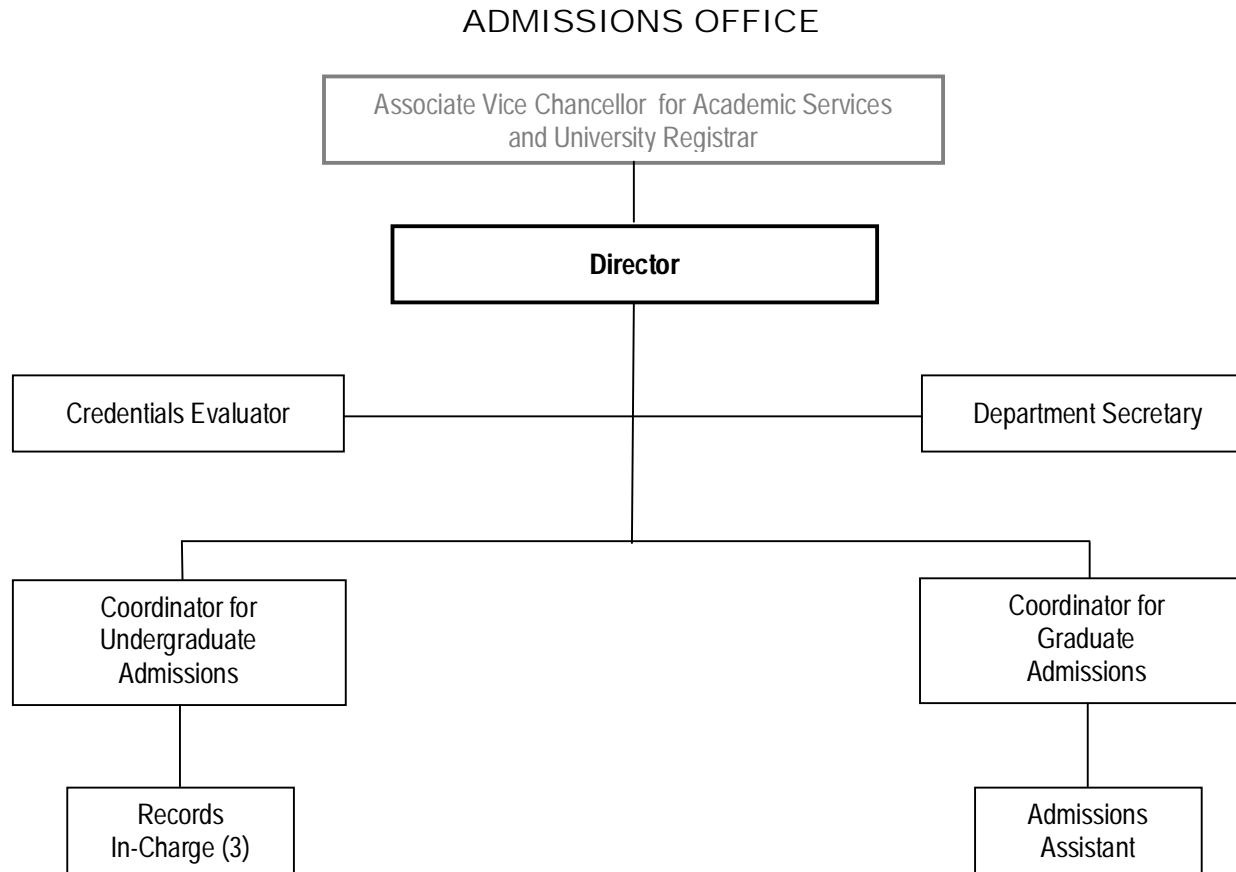 ADMISSIONS OFFICE
Associate Vice Chancellor for Academic Services
and University Registrar
Director
Credentials Evaluator
Department Secretary
Coordinator for
Undergraduate
Admissions
Coordinator for
Graduate
Admissions
Records
In-Charge (3)
Admissions
Assistant